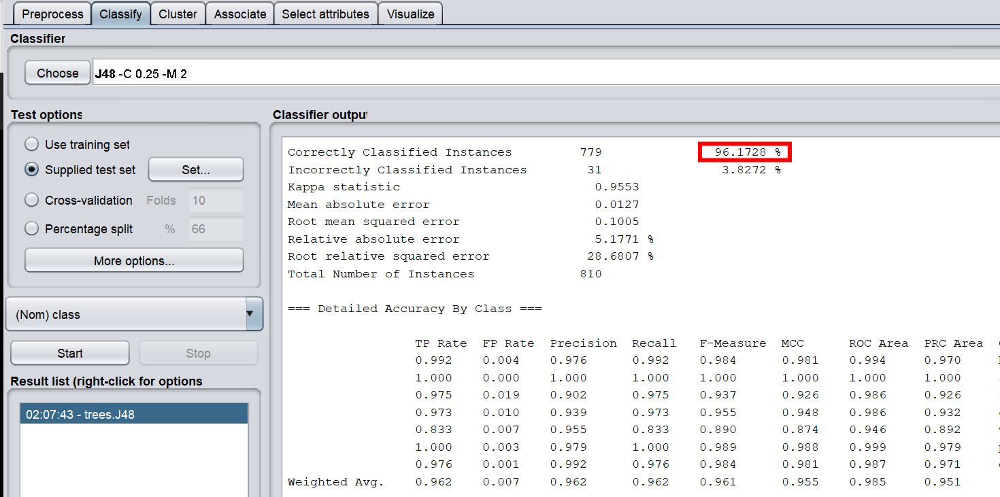 Preprocess Classify Cluster Associate Select attributes Visualize
Classifier
Choose J48 -C 0.25 -M 2
Test options
Use training set
Supplied test set Set...
Cross-validation Folds 10
Percentage split % 66
More options...
(Nom) class
Start Stop
Result list (right-click for options
02:07:43 - trees.J48
Classifier output
Correctly Classified Instances 779 96.1728 %
Incorrectly Classified Instances 31 3.8272 %
Kappa statistic 0.9553
Mean absolute error 0.0127
Root mean squared error 0.1005
Relative absolute error 5.1771 %
Root relative squared error 28.6807 %
Total Number of Instances 810
=== Detailed Accuracy By Class ===
TP Rate FP Rate Precision Recall F-Measure MCC ROC Area PRC Area
0.992 0.004 0.976 0.992 0.984 0.981 0.994 0.970
1.000 0.000 1.000 1.000 1.000 1.000 1.000 1.000
0.975 0.019 0.902 0.975 0.937 0.926 0.986 0.926
0.973 0.010 0.939 0.973 0.955 0.948 0.986 0.932
0.833 0.007 0.955 0.833 0.890 0.874 0.946 0.892
1.000 0.003 0.979 1.000 0.989 0.988 0.999 0.979
0.976 0.001 0.992 0.976 0.984 0.981 0.987 0.971
Weighted Avg. 0.962 0.007 0.962 0.962 0.961 0.955 0.985 0.951